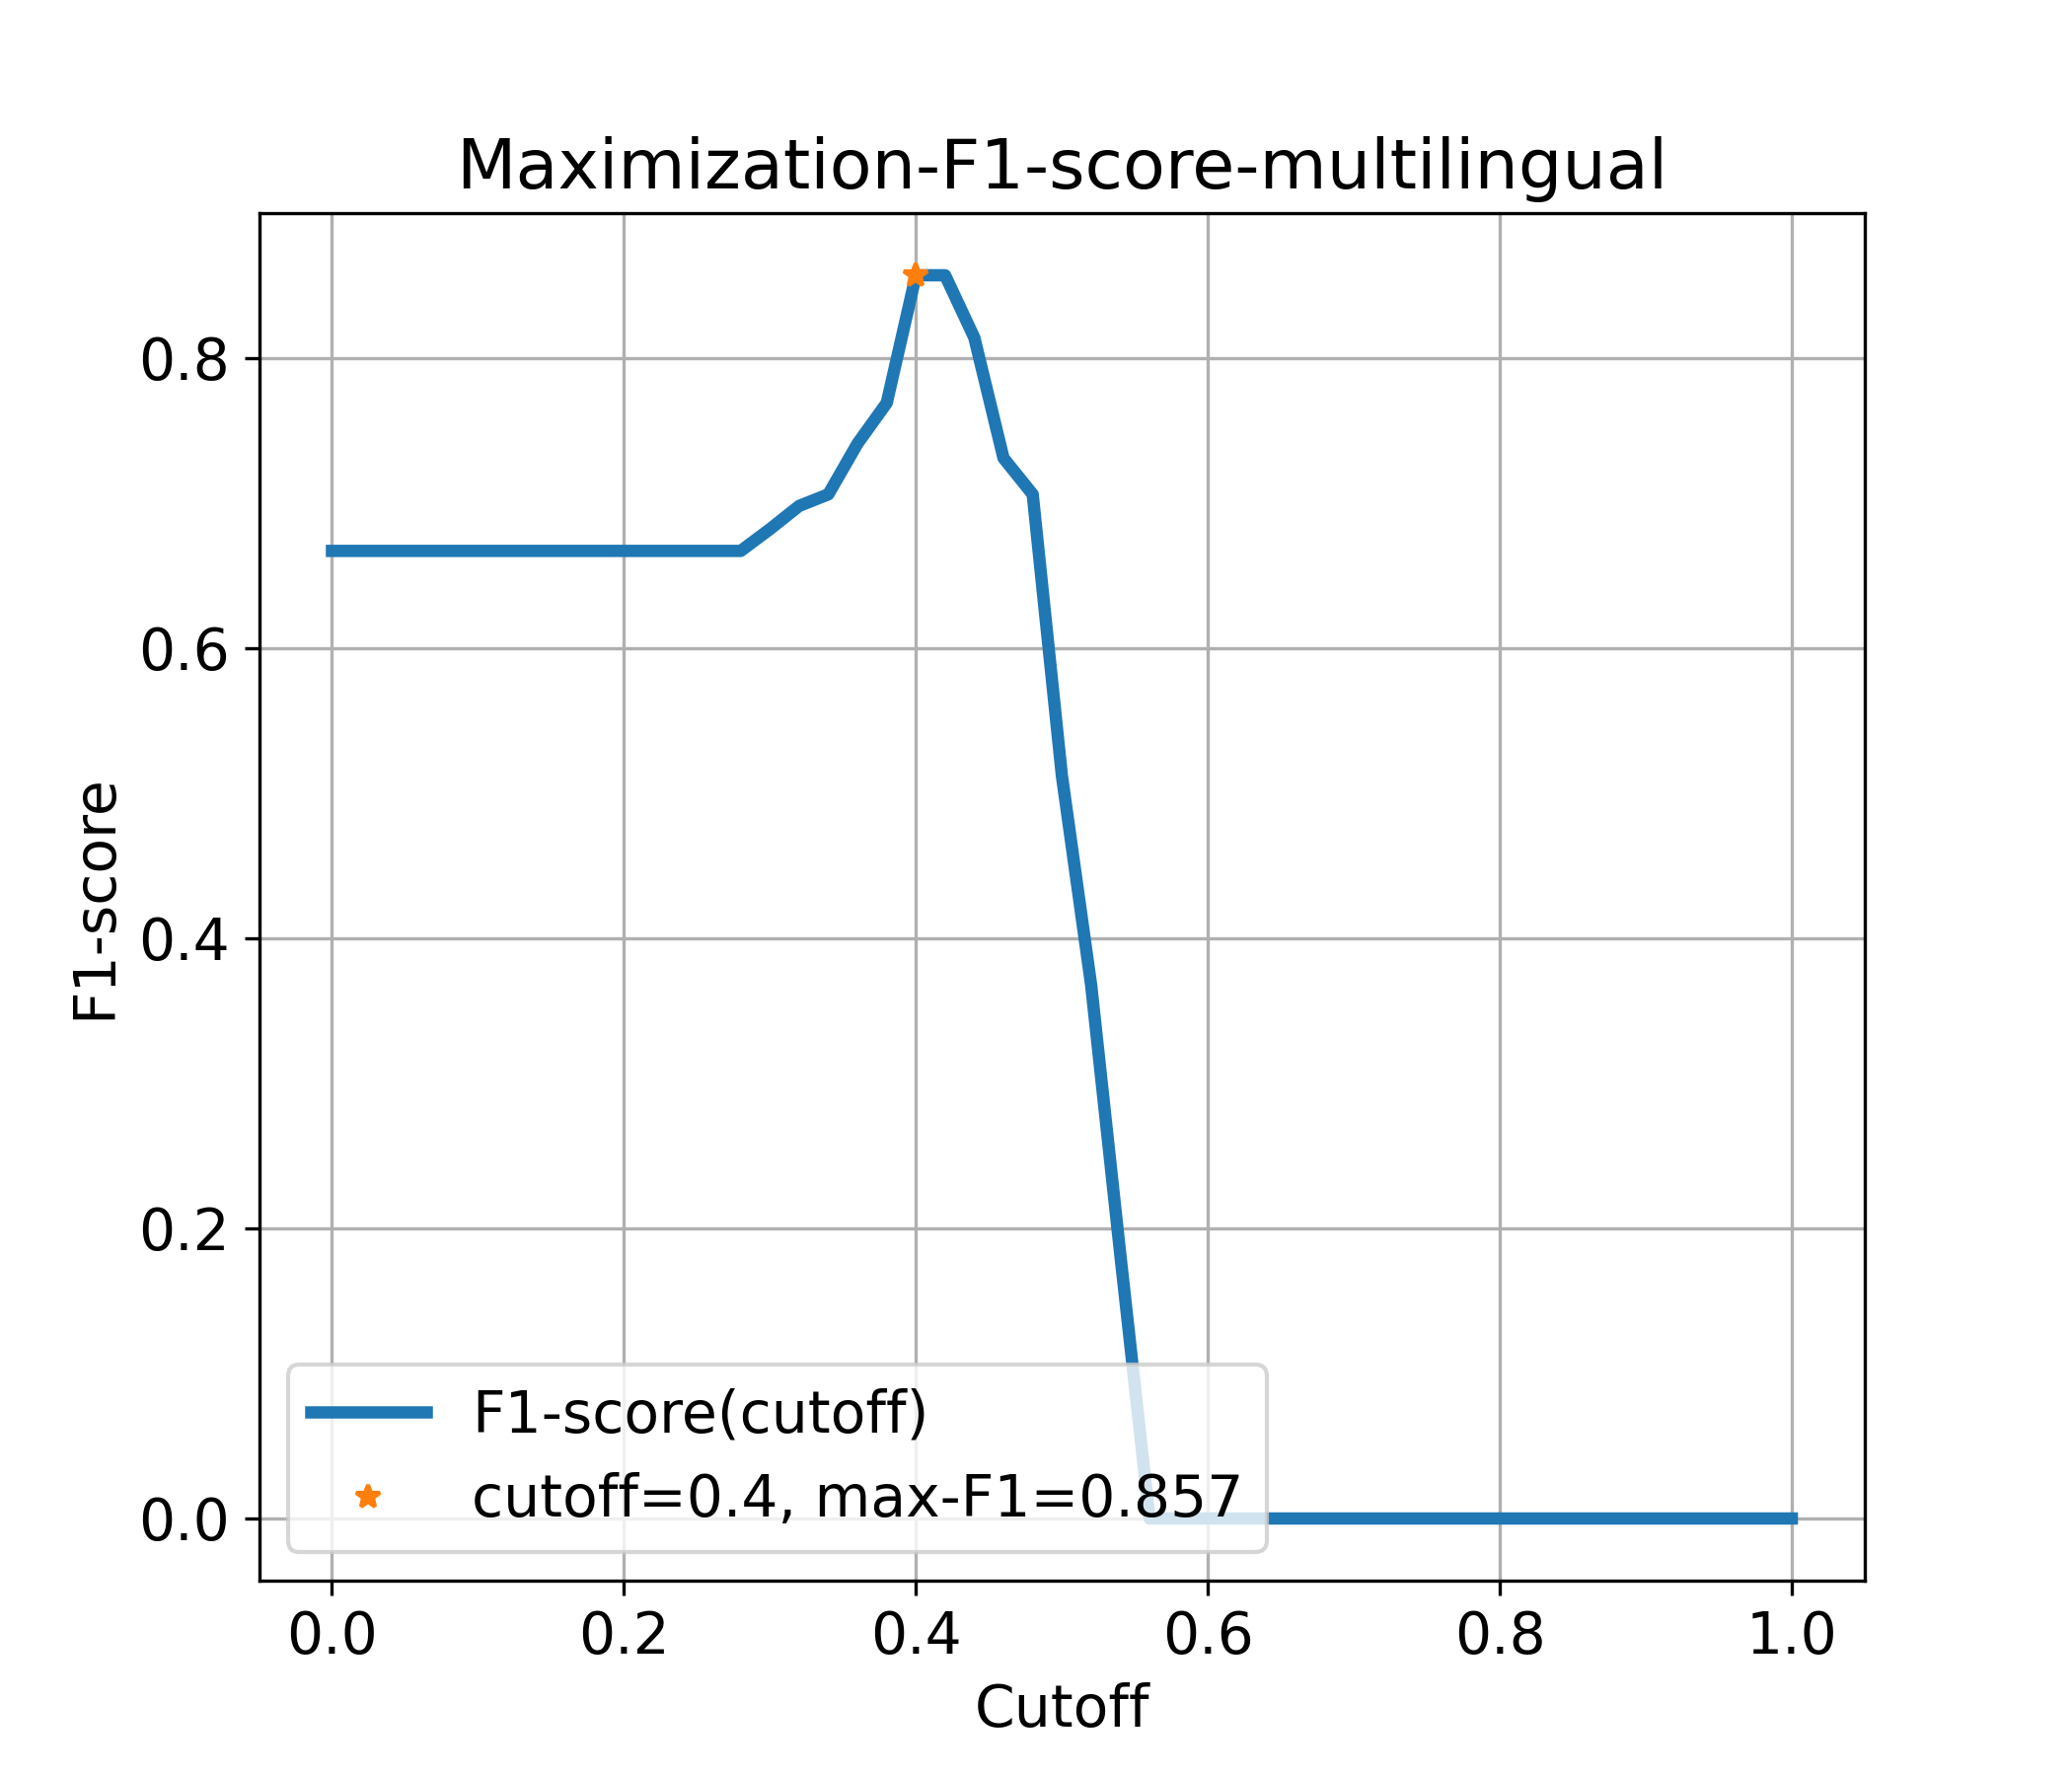 Maximization-F1-score-multilingual
F1-score
0.8
0.6
0.4
0.2
0.0
F1-score(cutoff)
cutoff=0.4, max-F1=0.857
0.0 0.2 0.4 0.6 0.8 1.0
Cutoff